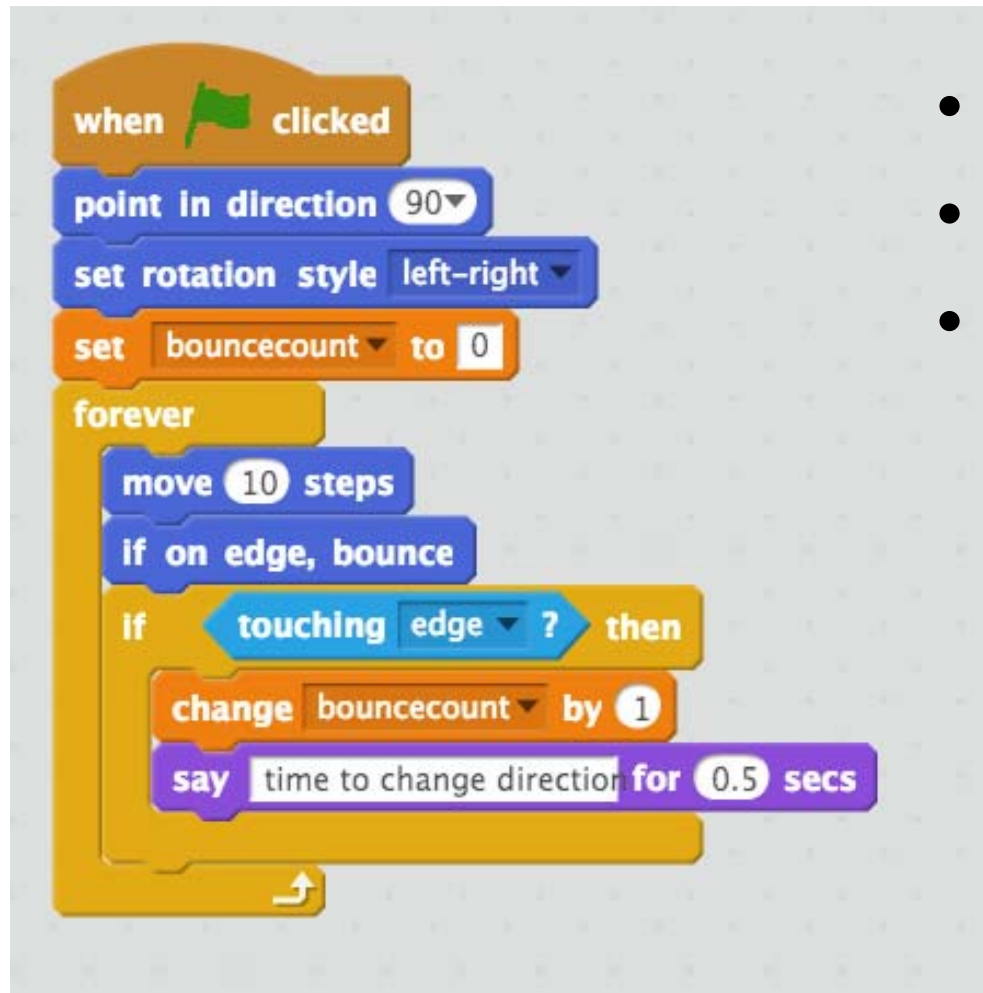 when clicked
point in direction 90
set rotation style left-right
set bouncecount to 0
forever
move 10 steps
if on edge, bounce
if touching edge ? then
change bouncecount by 1
say time to change direction for 0.5 secs